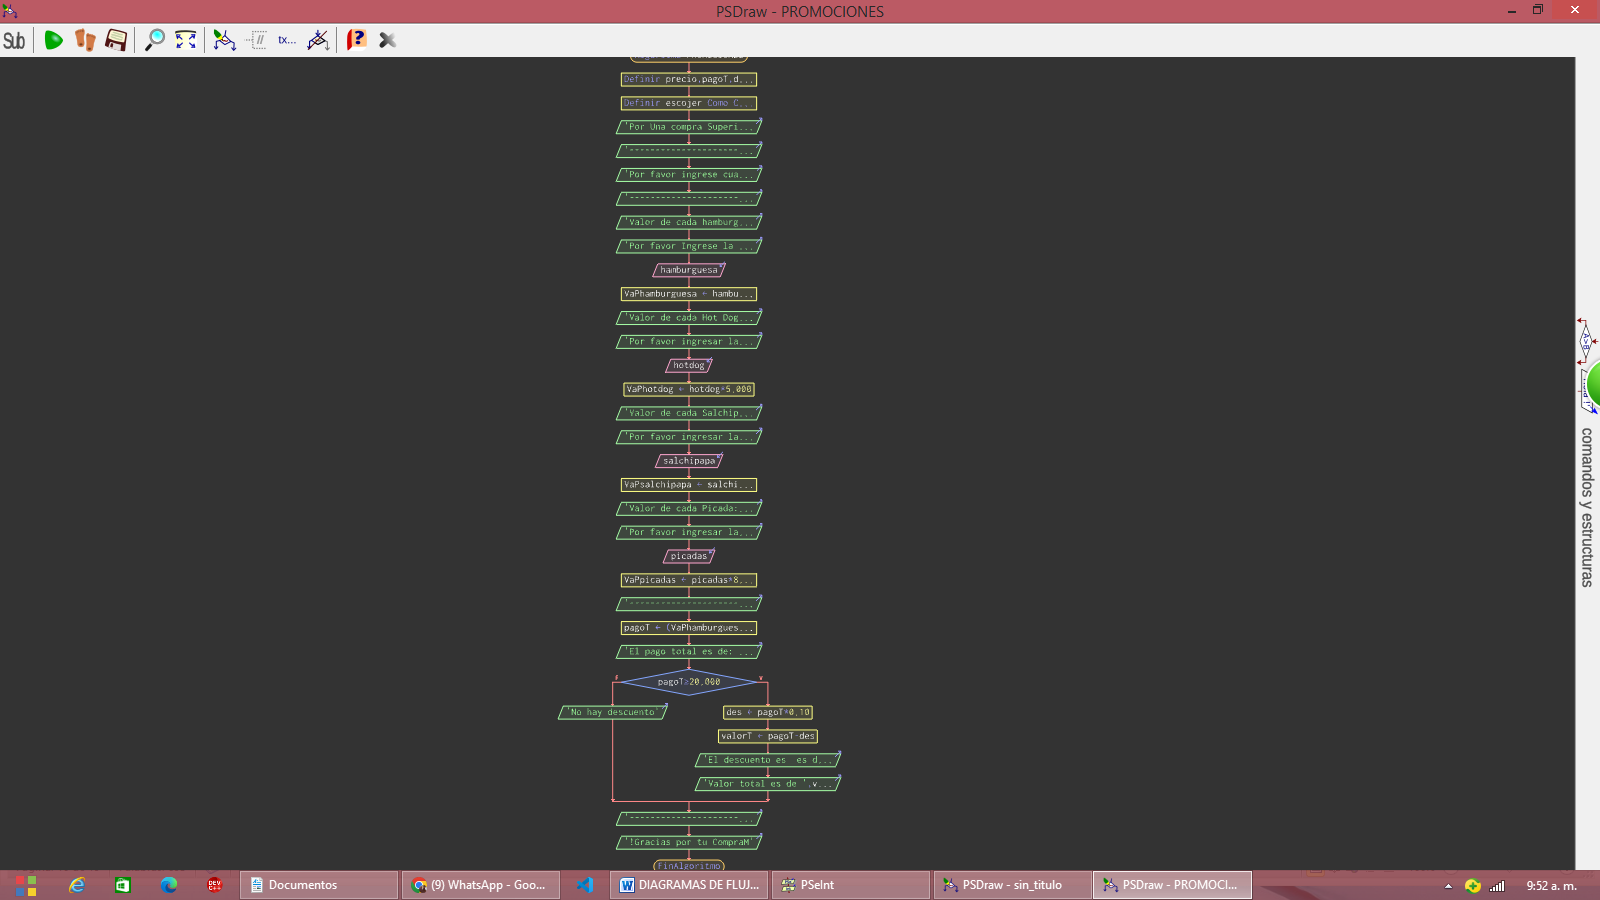 PSDraw - PROMOCIONES
Sub
tx...
Definir precio,pagoT,d...
Definir escojer Como C...
'Por Una compra Superi...
'---------------------...
'Por favor ingrese cua...
'---------------------...
'Valor de cada hamburg...
'Por favor Ingrese la ...
hamburguesa
VaPhamburguesa ← hambu...
'Valor de cada Hot Dog...
'Por favor ingresar la...
hotdog
VaPhotdog ← hotdog*5,000
'Valor de cada Salchip...
'Por favor ingresar la...
salchipapa
VaPsalchipapa ← salchi...
'Valor de cada Picada:...
'Por favor ingresar la...
picadas
VaPpicadas ← picadas*8...
'---------------------...
pagoT ← (VaPhamburgues...
'El pago total es de: ...
F
pagoT≥20,000
V
'No hay descuento'
des ← pagoT*0.10
valorT ← pagoT-des
'El descuento es  es d...
'Valor total es de ',v...
'---------------------...
'!Gracias por tu CompraM'
FinAlgoritmo
A>B
comandos y estructuras
DEV
C++
Documentos
(9) WhatsApp - Goo...
DIAGRAMAS DE FLUJ...
PSeInt
PSDraw - sin_titulo
PSDraw - PROMOCI...
9:52 a. m.